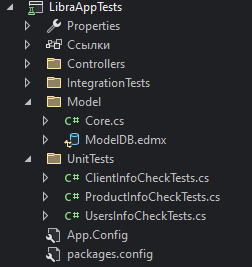 LibraAppTests
Properties
Ссылки
Controllers
IntegrationTests
Model
C# Core.cs
ModelDB.edmx
UnitTests
C# ClientInfoCheckTests.cs
C# ProductInfoCheckTests.cs
C# UsersInfoCheckTests.cs
App.Config
packages.config